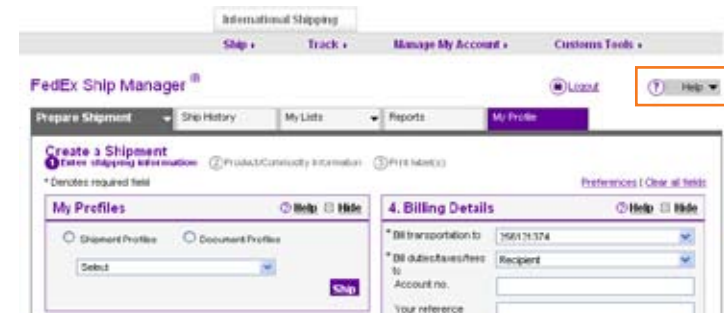 International Shipping
Ship Track Manage My Account Customs Tools
FedEx Ship Manager ®
Logout ? Help
Prepare Shipment Ship History My Lists Reports My Profile
Create a Shipment
1 Enter shipping information 2 Product/Commodity Information 3 Print label(s)
* Denotes required field
Preferences | Clear all fields
My Profiles ? Help Hide
Shipment Profiles Document Profiles
Select
Ship
4. Billing Details ? Help Hide
* Bill transportation to
* Bill duties/taxes/fees to Recipient
Account no.
Your reference